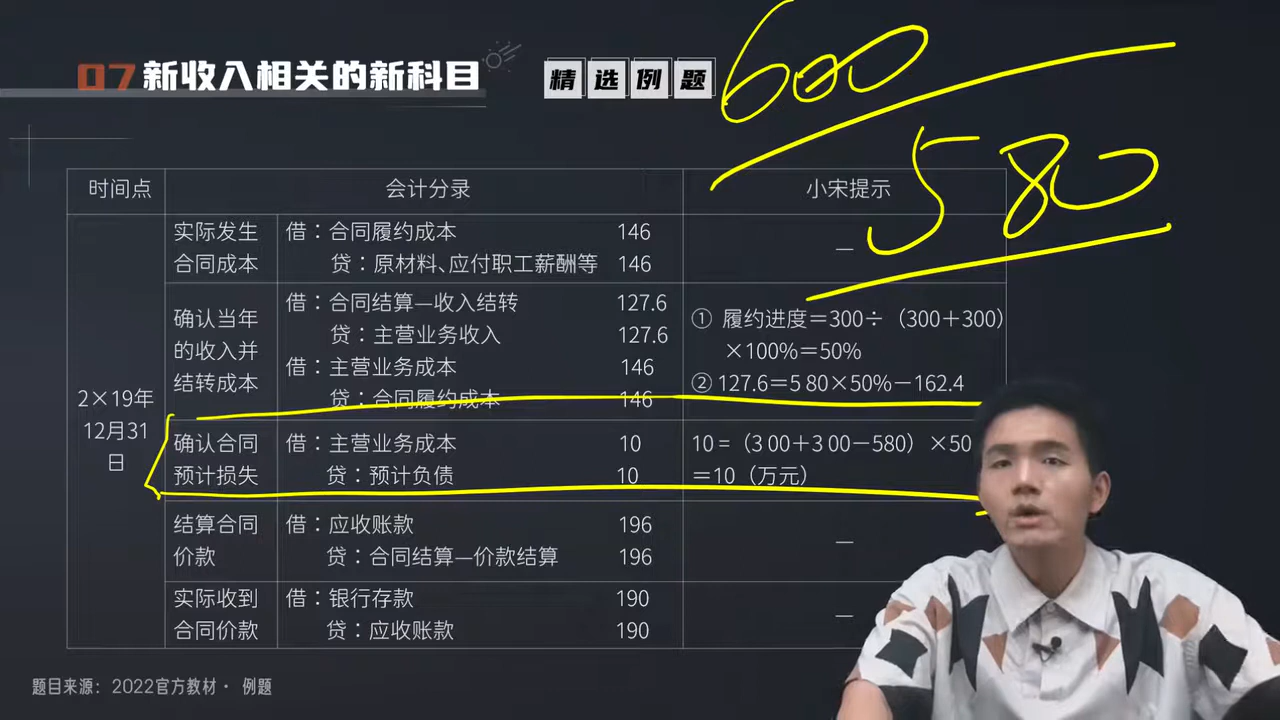 07 新收入相关的新科目
精选例题
600
580
时间点 会计分录 小宋提示
2×19年
12月31
日
实际发生
合同成本
借：合同履约成本 146
贷：原材料、应付职工薪酬等 146
—
确认当年
的收入并
结转成本
借：合同结算—收入结转 127.6
贷：主营业务收入 127.6
借：主营业务成本 146
贷：合同履约成本 146
① 履约进度＝300÷（300＋300）
×100%＝50%
② 127.6＝5 80×50%－162.4
确认合同
预计损失
借：主营业务成本 10
贷：预计负债 10
10 =（3 00＋3 00－580）×50
＝10（万元）
结算合同
价款
借：应收账款 196
贷：合同结算—价款结算 196
—
实际收到
合同价款
借：银行存款 190
贷：应收账款 190
—
题目来源：2022官方教材· 例题